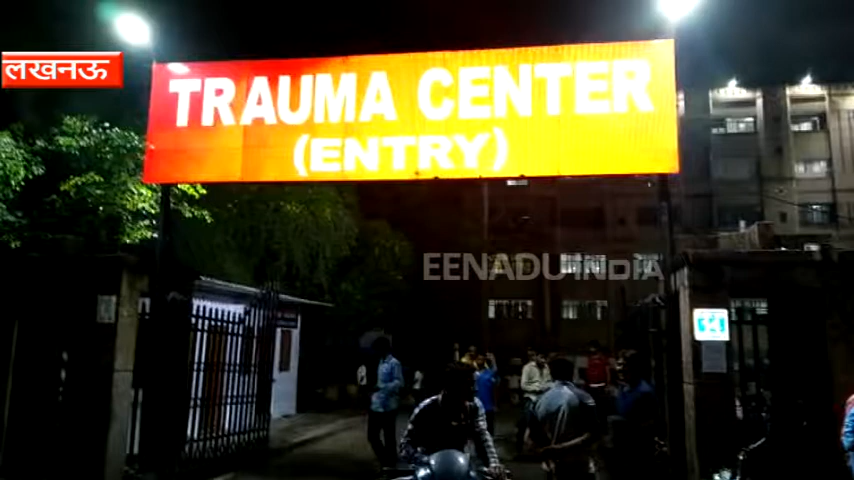 लखनऊ
TRAUMA CENTER
(ENTRY)
EENADU INDIA